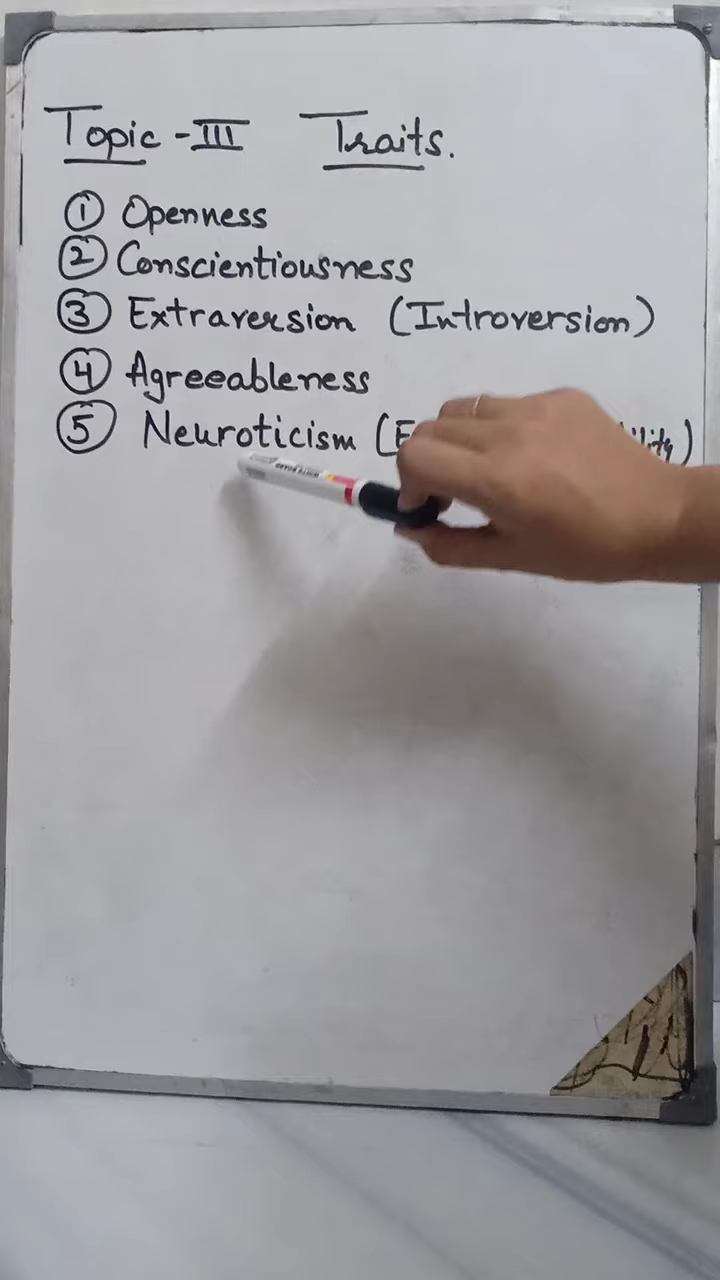 Topic - III Traits.
① Openness
② Conscientiousness
③ Extraversion (Introversion)
④ Agreeableness
⑤ Neuroticism (E